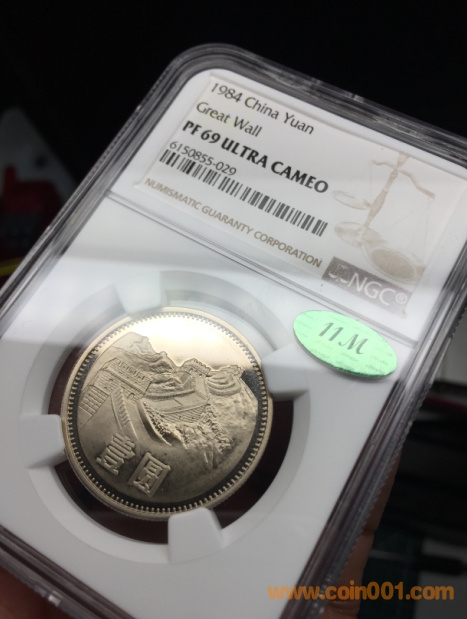 1984 China Yuan
Great Wall
PF 69 ULTRA CAMEO
6150855-029
NUMISMATIC GUARANTY CORPORATION
NGC®
11M
壹圆
www.coin001.com